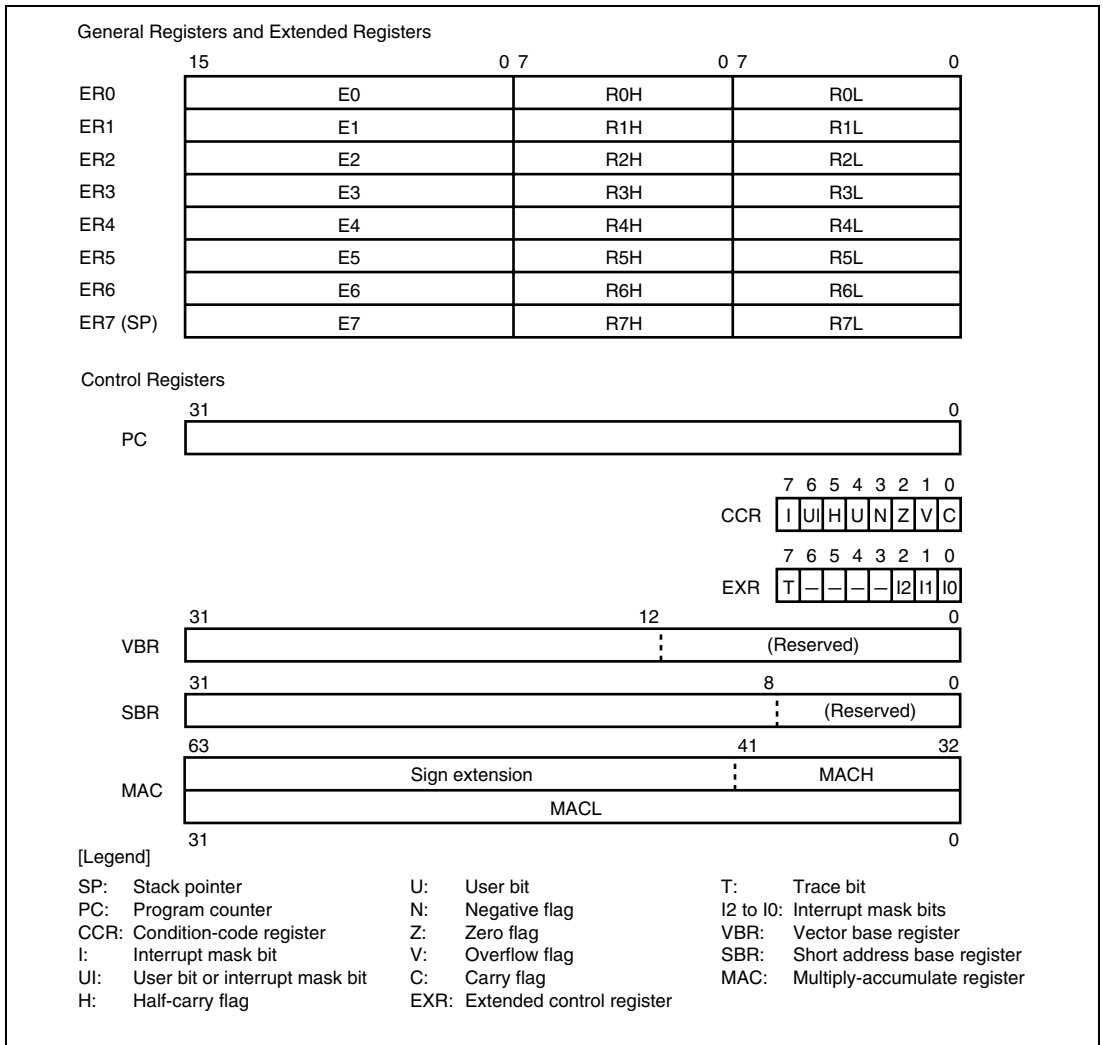 General Registers and Extended Registers
15 0 7 0 7 0
ER0 E0 R0H R0L
ER1 E1 R1H R1L
ER2 E2 R2H R2L
ER3 E3 R3H R3L
ER4 E4 R4H R4L
ER5 E5 R5H R5L
ER6 E6 R6H R6L
ER7 (SP) E7 R7H R7L
Control Registers
31 0
PC
7 6 5 4 3 2 1 0
CCR I UI H U N Z V C
7 6 5 4 3 2 1 0
EXR T — — — — I2 I1 I0
31 12 0
VBR (Reserved)
31 8 0
SBR (Reserved)
63 41 32
MAC Sign extension MACH
MACL
31 0
[Legend]
SP: Stack pointer U: User bit T: Trace bit
PC: Program counter N: Negative flag I2 to I0: Interrupt mask bits
CCR: Condition-code register Z: Zero flag VBR: Vector base register
I: Interrupt mask bit V: Overflow flag SBR: Short address base register
UI: User bit or interrupt mask bit C: Carry flag MAC: Multiply-accumulate register
H: Half-carry flag EXR: Extended control register